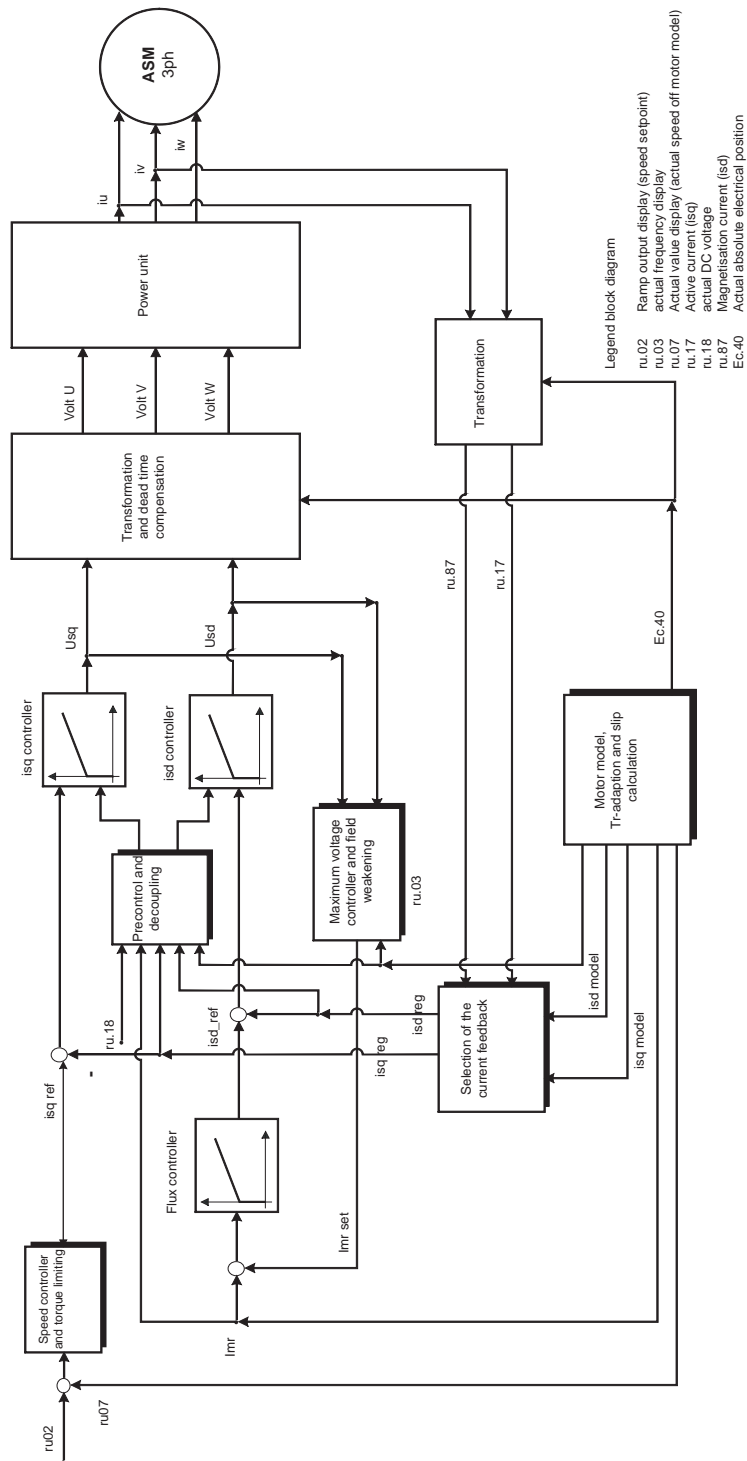 ru02
ru07
Speed controller
and torque limiting
isq ref
-
ru.18
Imr
Flux controller
Imr set
isd_ref
isd reg
isq reg
Precontrol and
decoupling
isq controller
isd controller
Usq
Usd
Maximum voltage
controller and field
weakening
ru.03
Transformation
and dead time
compensation
Volt U
Volt V
Volt W
Power unit
iu
iv
iw
ASM
3ph
Selection of the
current feedback
isd model
isq model
ru.87
ru.17
Transformation
Motor model,
Tr-adaption and slip
calculation
Ec.40
Legend block diagram
ru.02 Ramp output display (speed setpoint)
ru.03 actual frequency display
ru.07 Actual value display (actual speed off motor model)
ru.17 Active current (isq)
ru.18 actual DC voltage
ru.87 Magnetisation current (isd)
Ec.40 Actual absolute electrical position